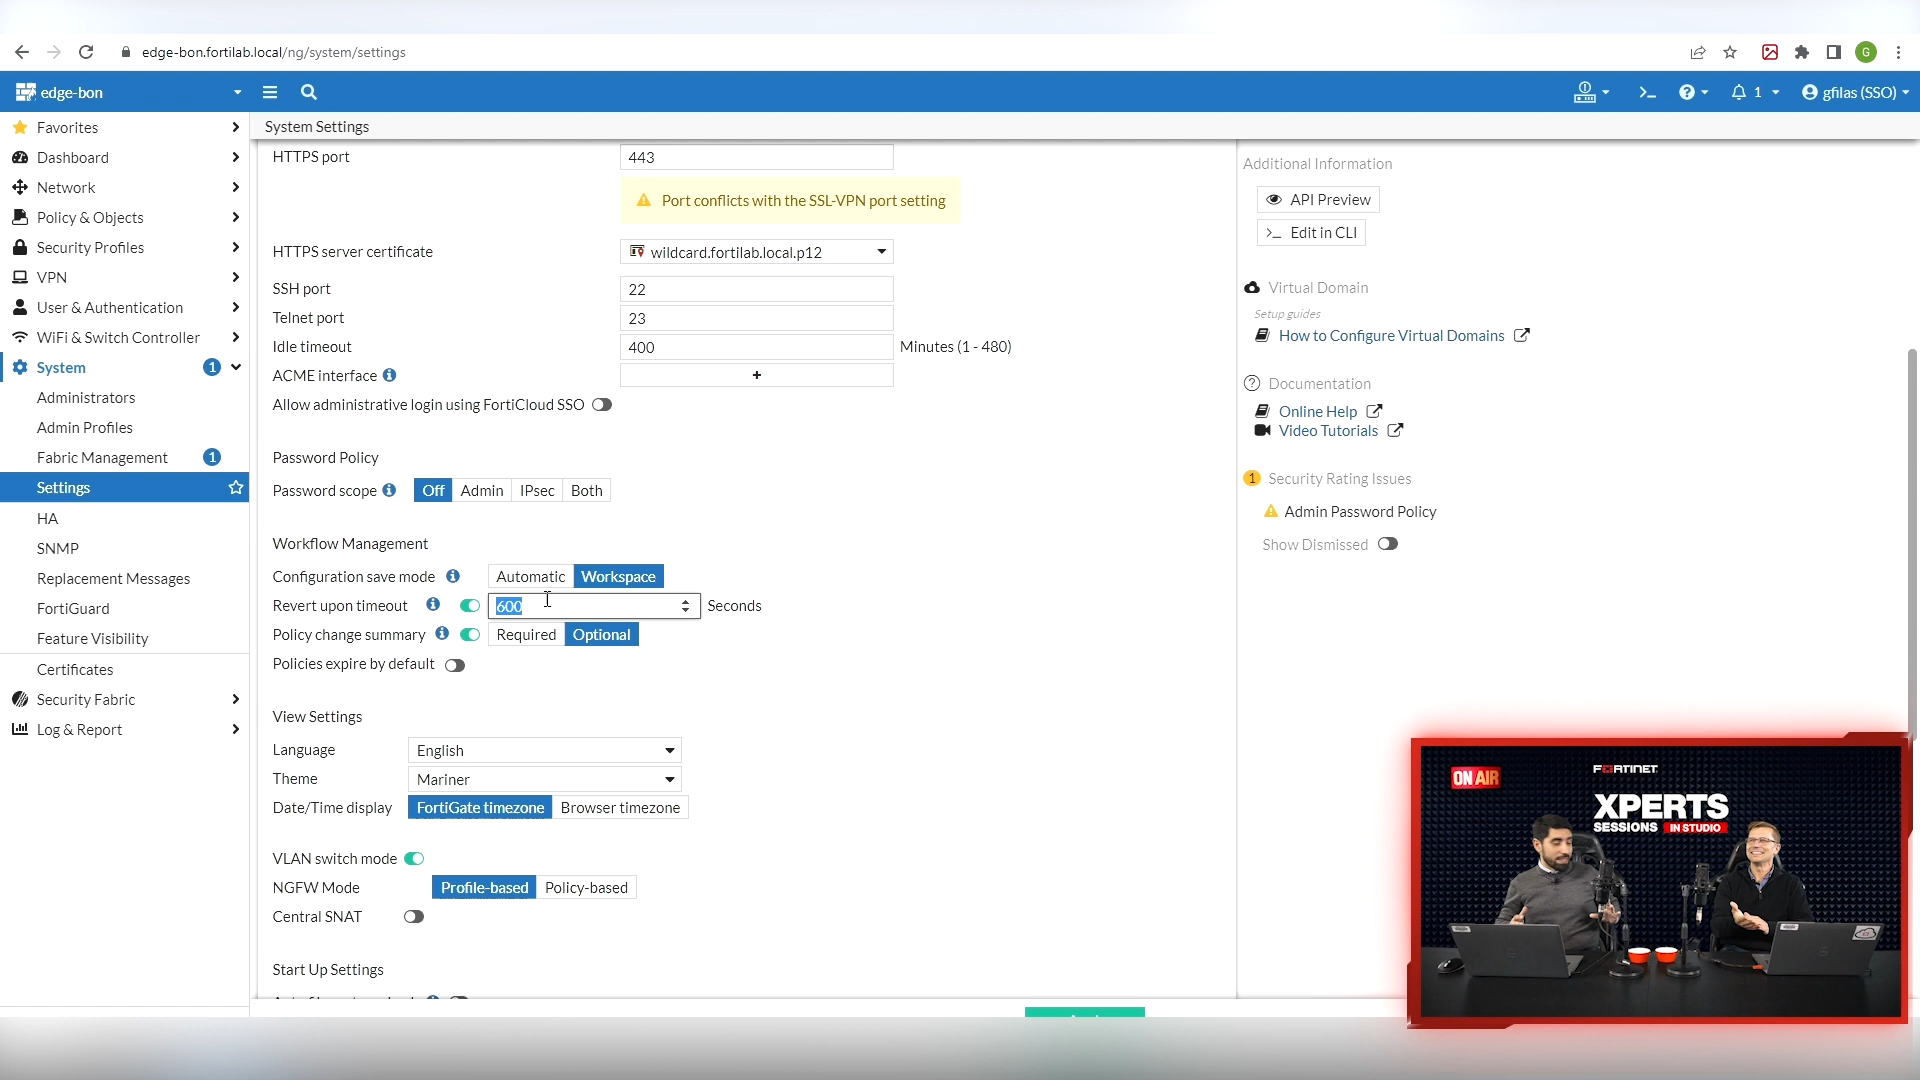 edge-bon.fortilab.local/ng/system/settings
G
edge-bon
1
gfilas (SSO)
Favorites
Dashboard
Network
Policy & Objects
Security Profiles
VPN
User & Authentication
WiFi & Switch Controller
System 1
Administrators
Admin Profiles
Fabric Management 1
Settings
HA
SNMP
Replacement Messages
FortiGuard
Feature Visibility
Certificates
Security Fabric
Log & Report
System Settings
HTTPS port 443
Port conflicts with the SSL-VPN port setting
HTTPS server certificate wildcard.fortilab.local.p12
SSH port 22
Telnet port 23
Idle timeout 400 Minutes (1 - 480)
ACME interface +
Allow administrative login using FortiCloud SSO
Password Policy
Password scope Off Admin IPsec Both
Workflow Management
Configuration save mode Automatic Workspace
Revert upon timeout 600 Seconds
Policy change summary Required Optional
Policies expire by default
View Settings
Language English
Theme Mariner
Date/Time display FortiGate timezone Browser timezone
VLAN switch mode
NGFW Mode Profile-based Policy-based
Central SNAT
Start Up Settings
Additional Information
API Preview
>_ Edit in CLI
Virtual Domain
Setup guides
How to Configure Virtual Domains
Documentation
Online Help
Video Tutorials
1 Security Rating Issues
Admin Password Policy
Show Dismissed
ON AIR
FORTINET
XPERTS
SESSIONS IN STUDIO